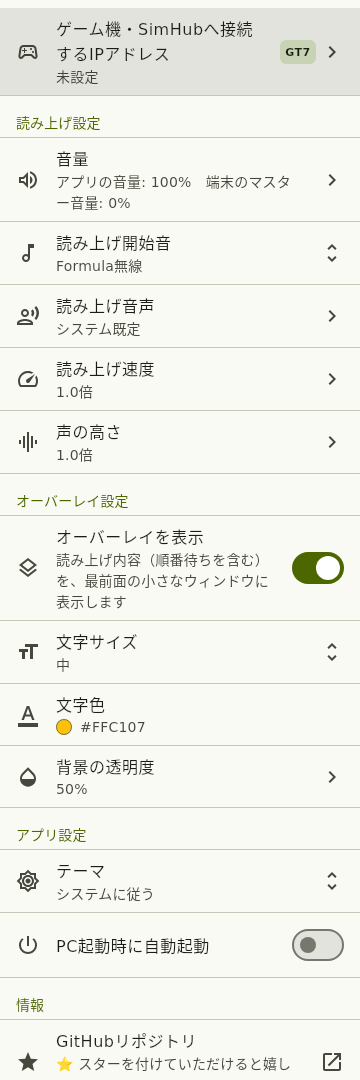 ゲーム機・SimHubへ接続
するIPアドレス
GT7
未設定
読み上げ設定
音量
アプリの音量: 100%　端末のマスタ
ー音量: 0%
読み上げ開始音
Formula無線
読み上げ音声
システム既定
読み上げ速度
1.0倍
声の高さ
1.0倍
オーバーレイ設定
オーバーレイを表示
読み上げ内容（順番待ちを含む）
を、最前面の小さなウィンドウに
表示します
文字サイズ
中
文字色
#FFC107
背景の透明度
50%
アプリ設定
テーマ
システムに従う
PC起動時に自動起動
情報
GitHubリポジトリ
⭐ スターを付けていただけると嬉し